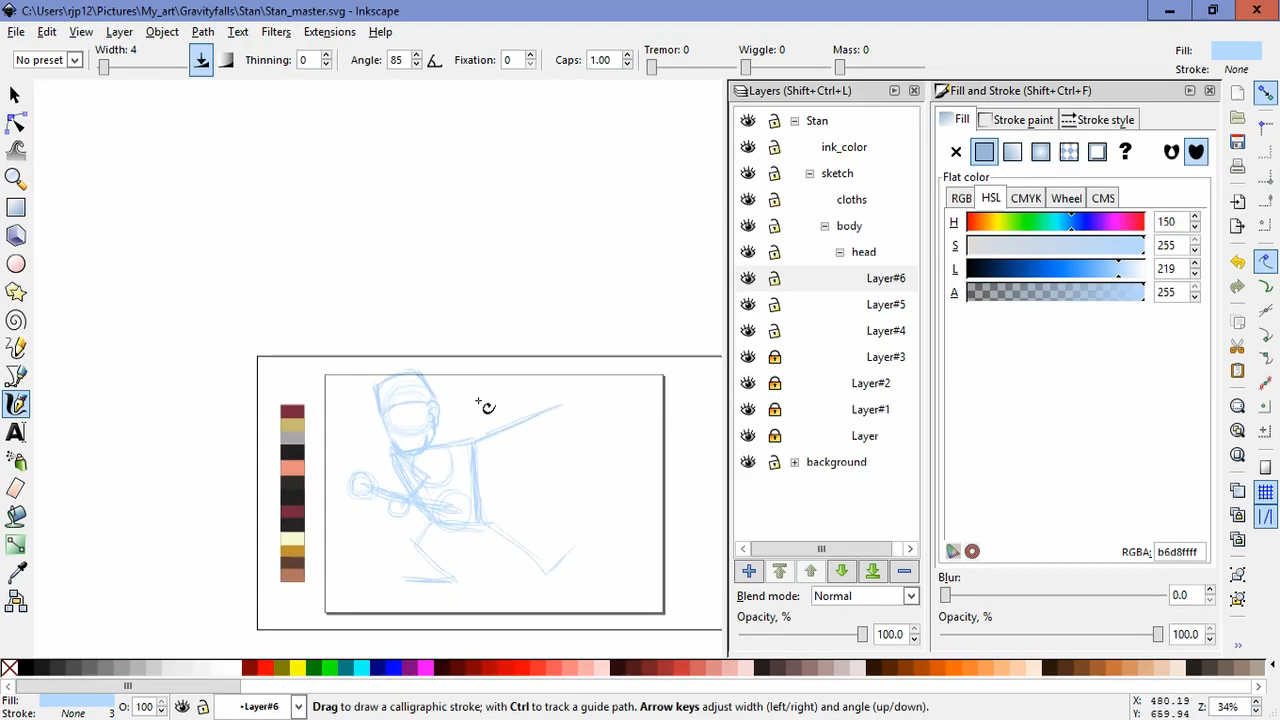 C:\Users\rjp12\Pictures\My_art\Gravityfalls\Stan\Stan_master.svg - Inkscape
File Edit View Layer Object Path Filters Text Extensions Help
No preset Width: 4 Thinning: 0 Angle: 85 Fixation: 0 Caps: 1.00 Tremor: 0 Wiggle: 0 Mass: 0 Fill:
Stroke: None
Layers (Shift+Ctrl+L)
Stan
ink_color
sketch
cloths
body
head
Layer#6
Layer#5
Layer#4
Layer#3
Layer#2
Layer#1
Layer
background
Blend mode: Normal
Opacity, % 100.0
Fill and Stroke (Shift+Ctrl+F)
Fill Stroke paint Stroke style
?
Flat color
RGB HSL CMYK Wheel CMS
H 150
S 255
L 219
A 255
RGBA: b6d8ffff
Blur:
0.0
Opacity, %
100.0
Fill:
Stroke: None 3 O: 100 •Layer#6 Drag to draw a calligraphic stroke; with Ctrl to track a guide path. Arrow keys adjust width (left/right) and angle (up/down). X: 480.19
Y: 659.94 Z: 34%